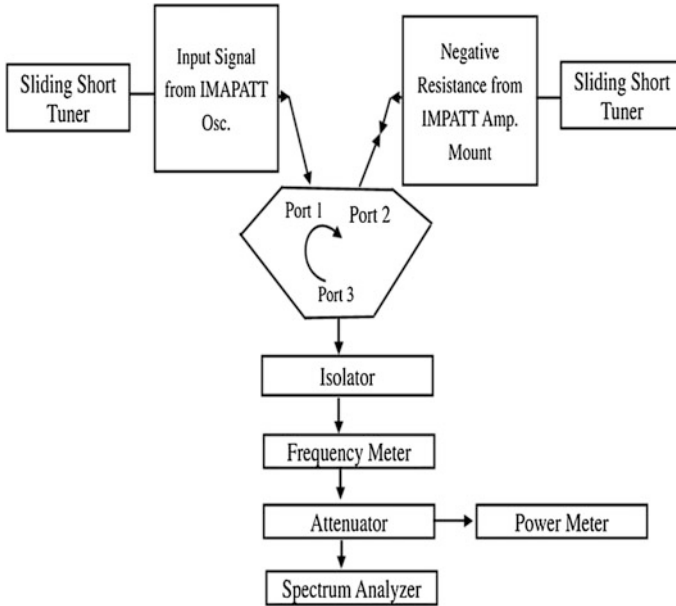 Sliding Short
Tuner
Input Signal
from IMAPATT
Osc.
Negative
Resistance from
IMPATT Amp.
Mount
Sliding Short
Tuner
Port 1
Port 2
Port 3
Isolator
Frequency Meter
Attenuator
Power Meter
Spectrum Analyzer